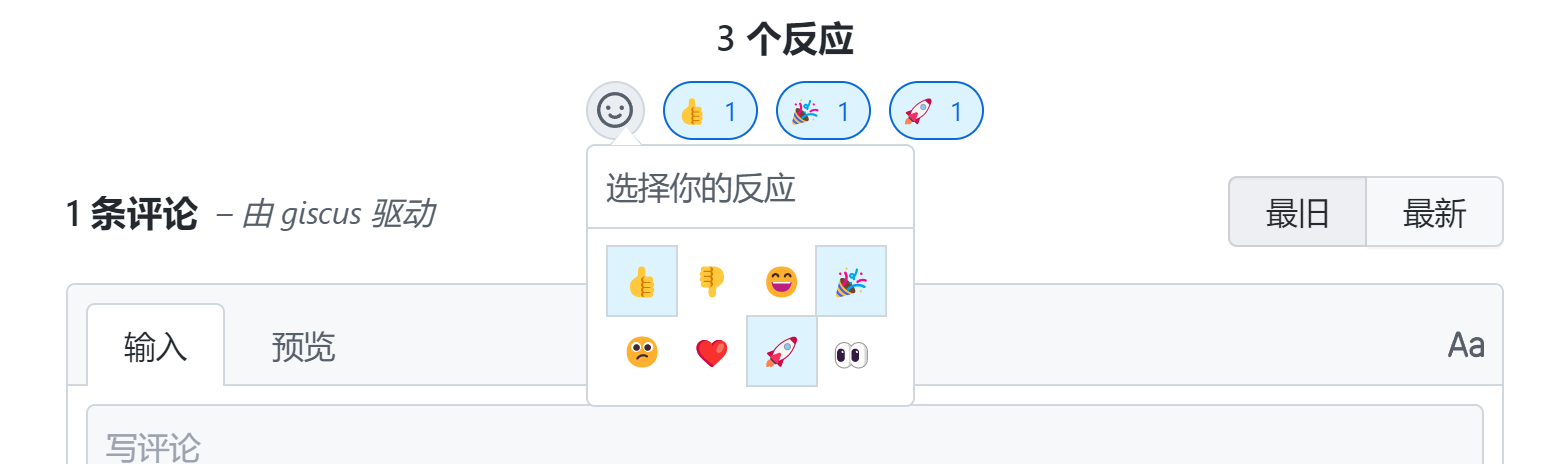 3 个反应
👍 1 🎉 1 🚀 1
选择你的反应
1 条评论 – 由 giscus 驱动
最旧 最新
输入 预览 Aa
写评论